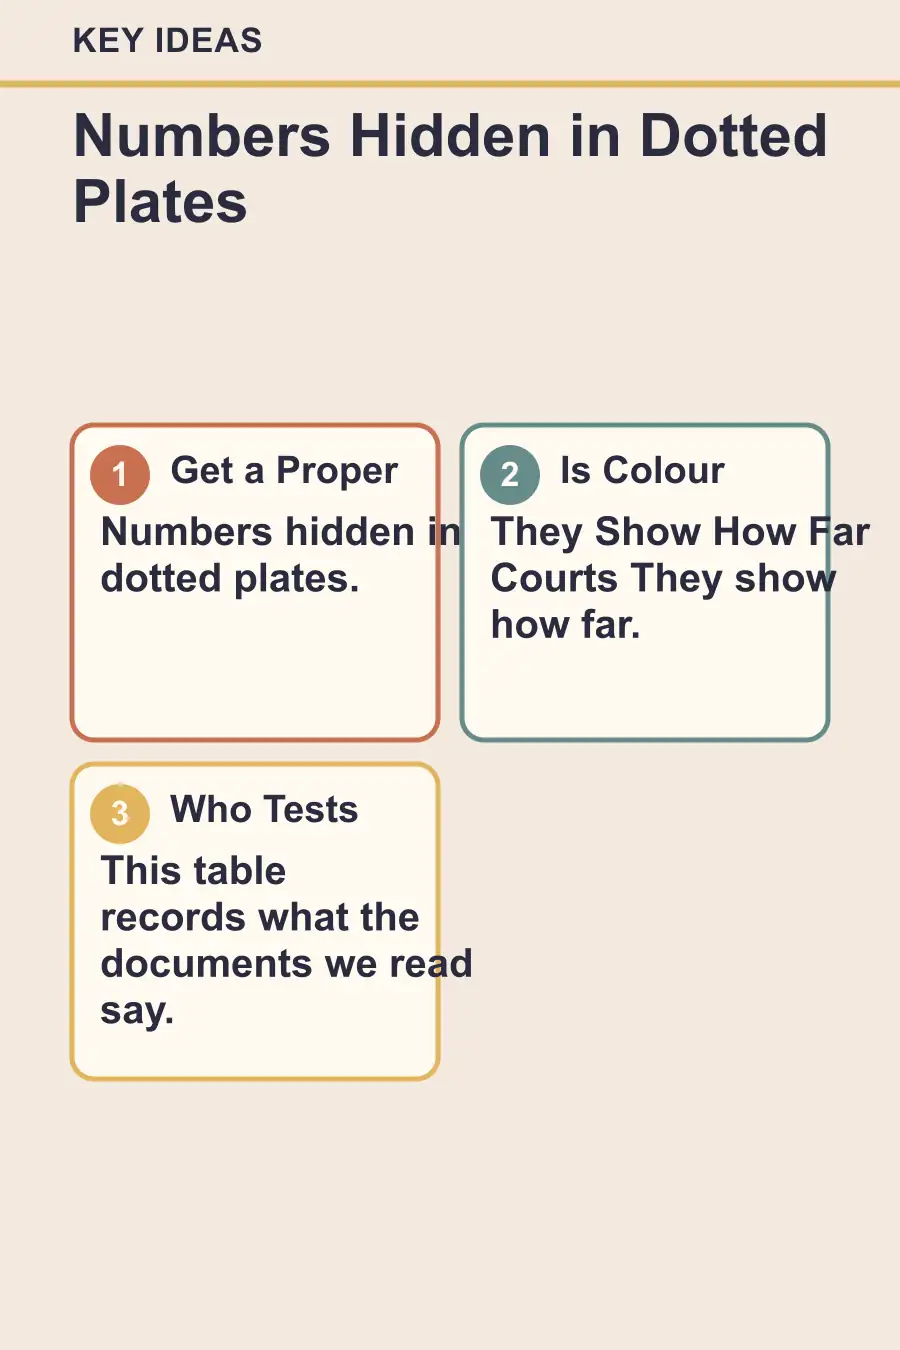 KEY IDEAS
Numbers Hidden in Dotted
Plates
1 Get a Proper
Numbers hidden in
dotted plates.
2 Is Colour
They Show How Far
Courts They show
how far.
3 Who Tests
This table
records what the
documents we read
say.